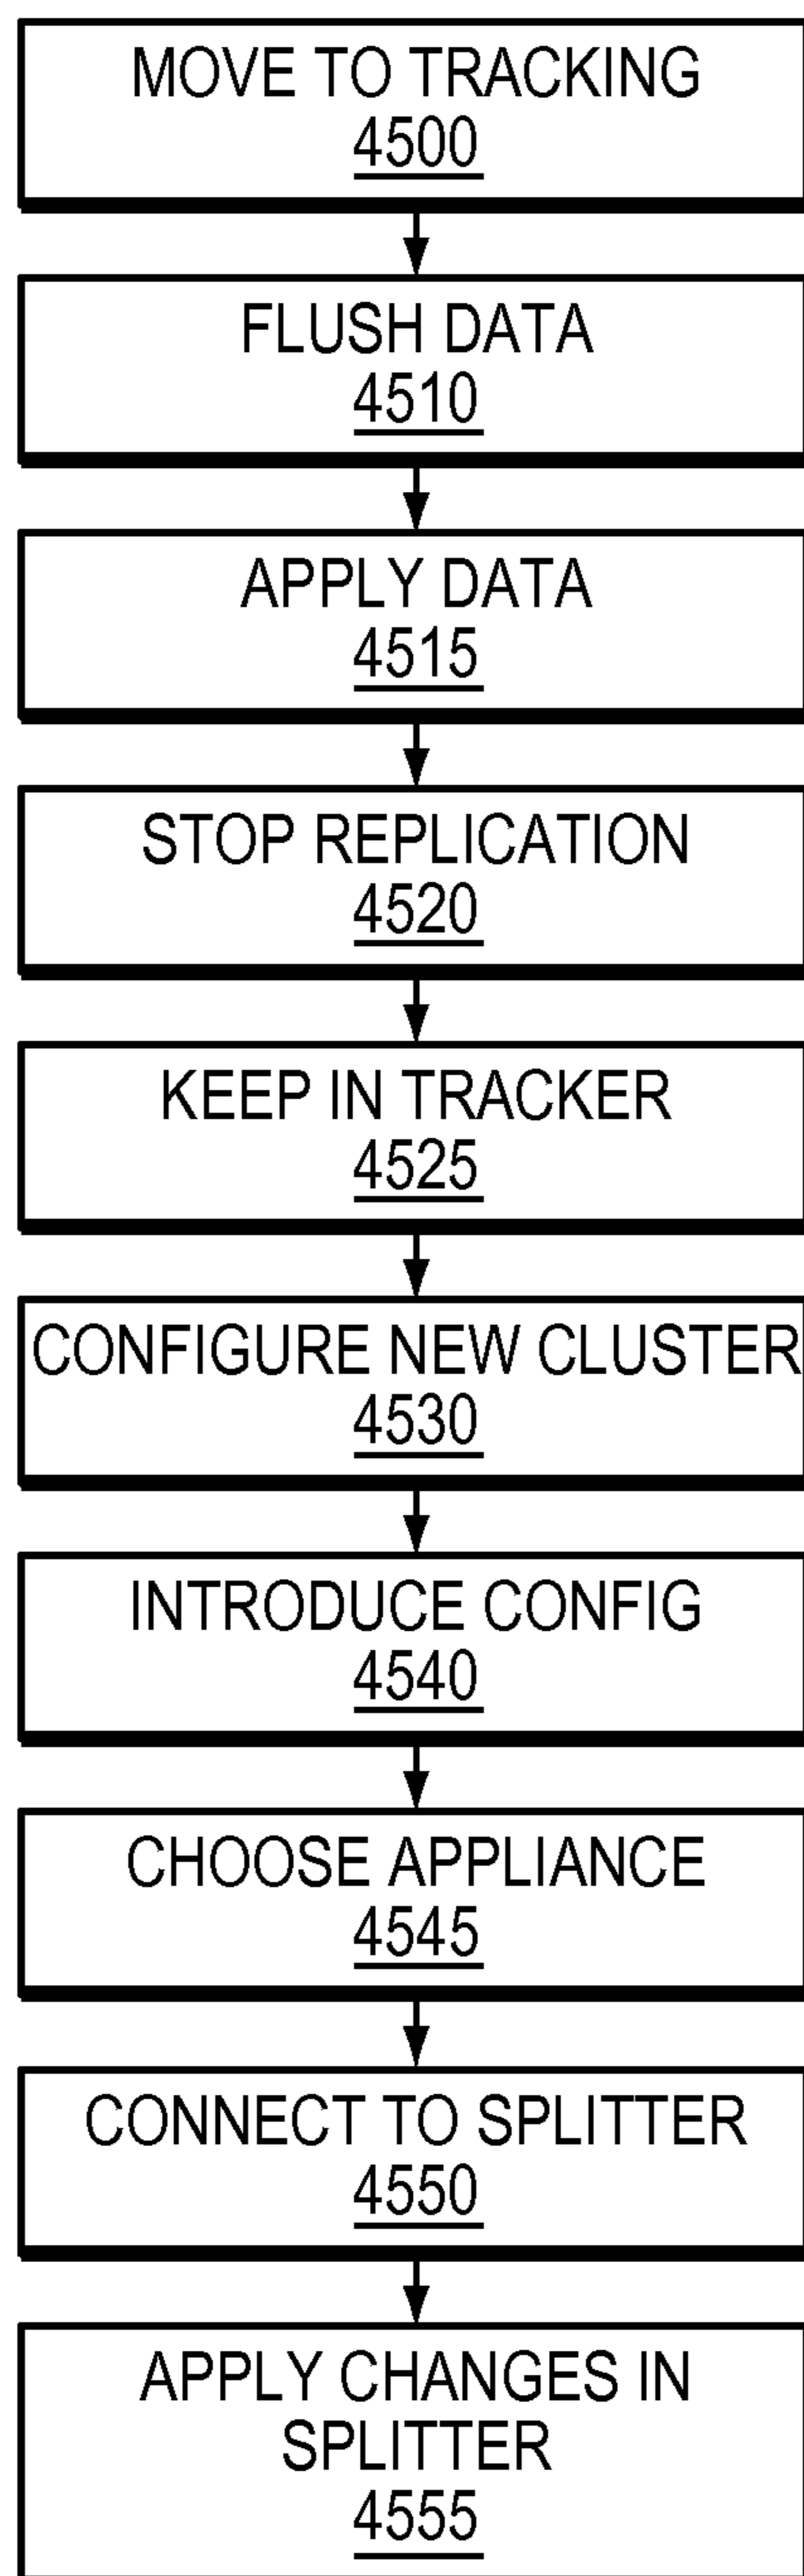 MOVE TO TRACKING
4500
FLUSH DATA
4510
APPLY DATA
4515
STOP REPLICATION
4520
KEEP IN TRACKER
4525
CONFIGURE NEW CLUSTER
4530
INTRODUCE CONFIG
4540
CHOOSE APPLIANCE
4545
CONNECT TO SPLITTER
4550
APPLY CHANGES IN
SPLITTER
4555